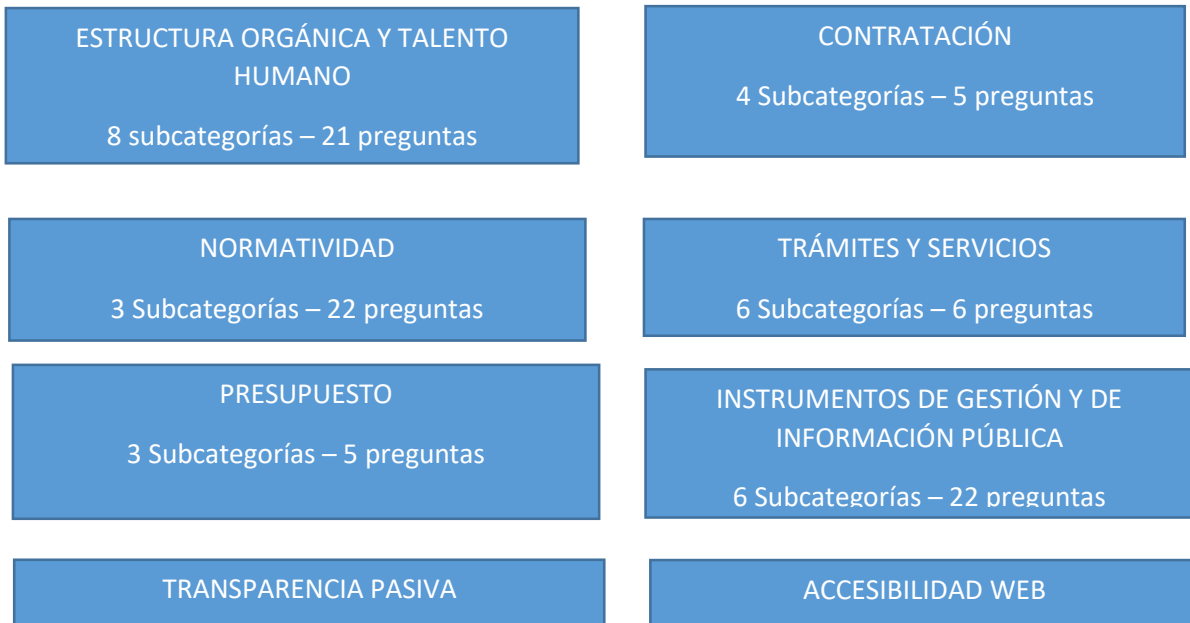 ESTRUCTURA ORGÁNICA Y TALENTO
HUMANO
8 subcategorías – 21 preguntas
CONTRATACIÓN
4 Subcategorías – 5 preguntas
NORMATIVIDAD
3 Subcategorías – 22 preguntas
TRÁMITES Y SERVICIOS
6 Subcategorías – 6 preguntas
PRESUPUESTO
3 Subcategorías – 5 preguntas
INSTRUMENTOS DE GESTIÓN Y DE
INFORMACIÓN PÚBLICA
6 Subcategorías – 22 preguntas
TRANSPARENCIA PASIVA
ACCESIBILIDAD WEB